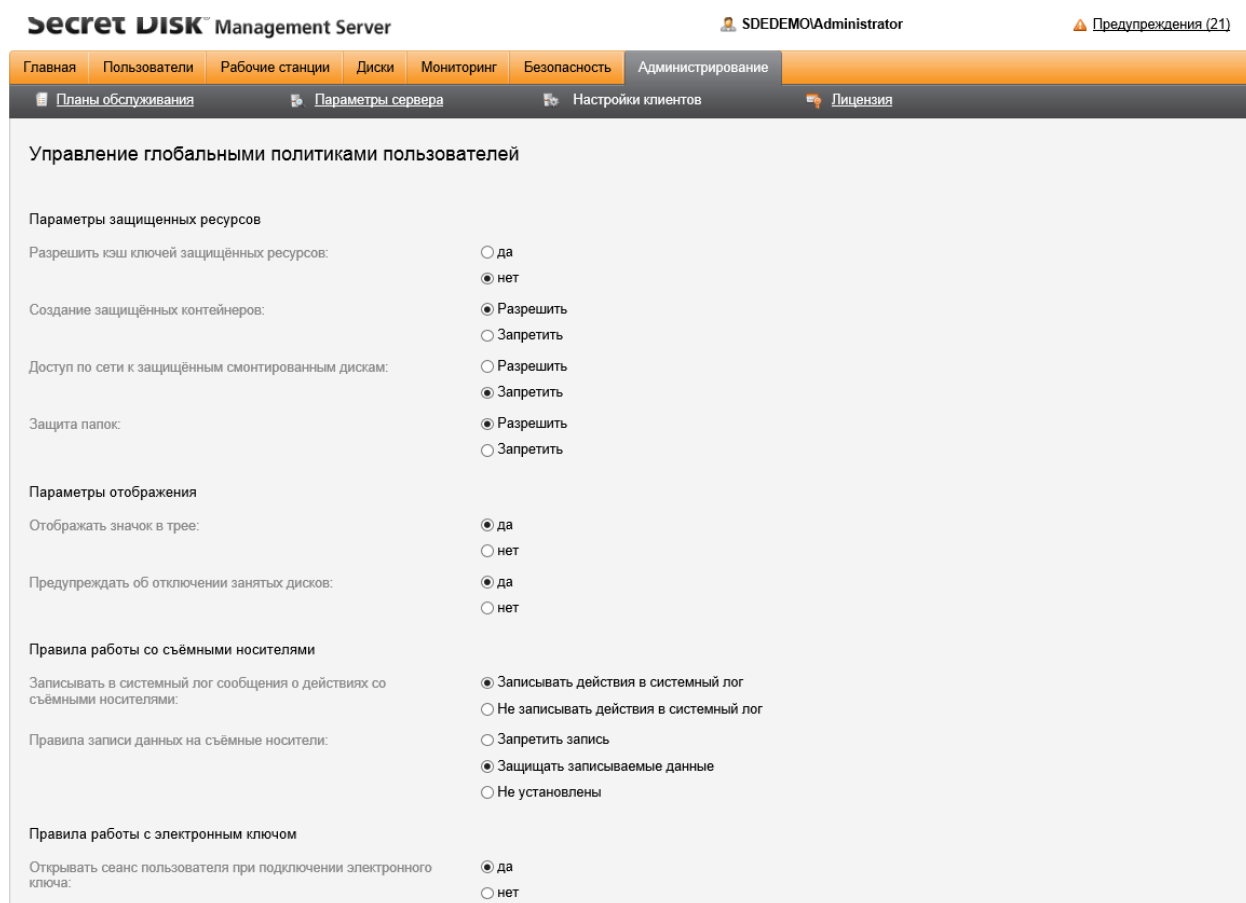 Secret Disk® Management Server
SDEDEMO\Administrator
Предупреждения (21)
Главная Пользователи Рабочие станции Диски Мониторинг Безопасность Администрирование
Планы обслуживания Параметры сервера Настройки клиентов Лицензия
Управление глобальными политиками пользователей
Параметры защищенных ресурсов
Разрешить кэш ключей защищённых ресурсов: да
нет
Создание защищённых контейнеров: Разрешить
Запретить
Доступ по сети к защищённым смонтированным дискам: Разрешить
Запретить
Защита папок: Разрешить
Запретить
Параметры отображения
Отображать значок в трее: да
нет
Предупреждать об отключении занятых дисков: да
нет
Правила работы со съёмными носителями
Записывать в системный лог сообщения о действиях со
съёмными носителями:
Записывать действия в системный лог
Не записывать действия в системный лог
Правила записи данных на съёмные носители: Запретить запись
Защищать записываемые данные
Не установлены
Правила работы с электронным ключом
Открывать сеанс пользователя при подключении электронного
ключа:
да
нет